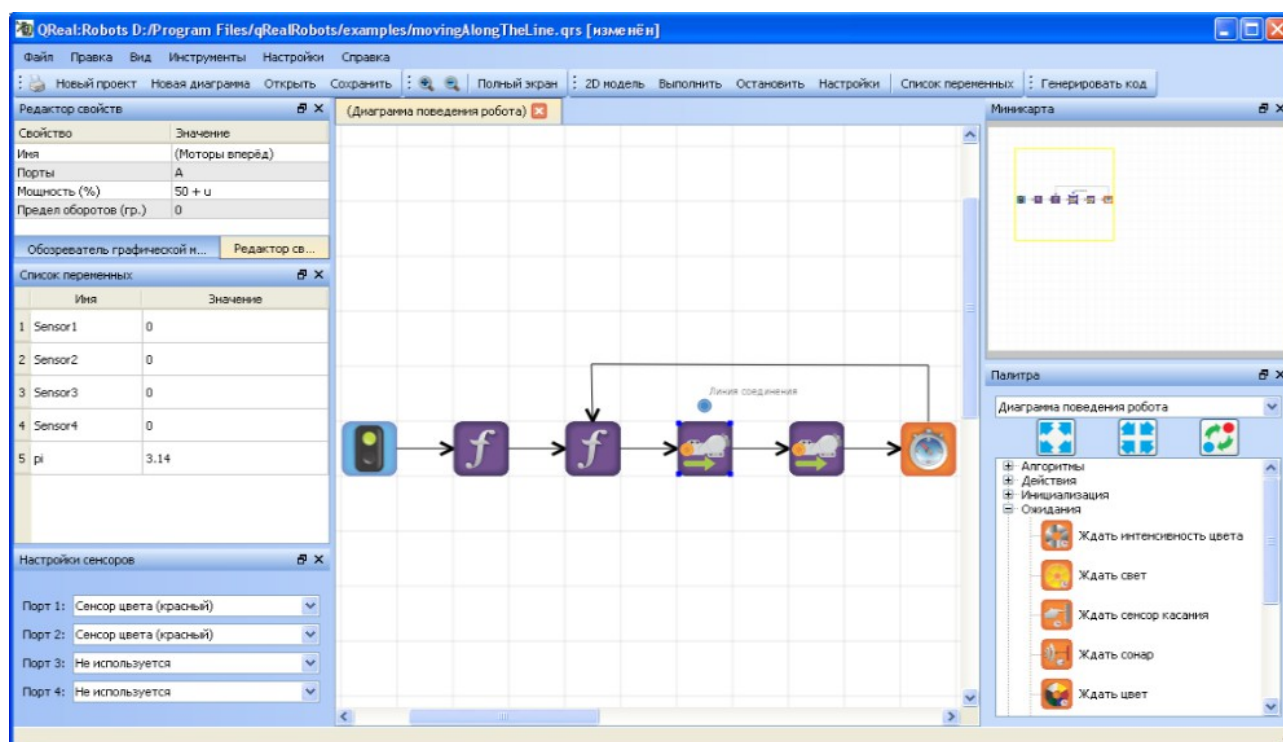 QReal:Robots D:/Program Files/qRealRobots/examples/movingAlongTheLine.qrs [изменён]
Файл Правка Вид Инструменты Настройки Справка
Новый проект Новая диаграмма Открыть Сохранить Полный экран 2D модель Выполнить Остановить Настройки Список переменных Генерировать код
Редактор свойств
Свойство Значение
Имя (Моторы вперёд)
Порты A
Мощность (%) 50 + u
Предел оборотов (гр.) 0
Обозреватель графической м... Редактор св...
Список переменных
Имя Значение
1 Sensor1 0
2 Sensor2 0
3 Sensor3 0
4 Sensor4 0
5 pi 3.14
Настройки сенсоров
Порт 1: Сенсор цвета (красный)
Порт 2: Сенсор цвета (красный)
Порт 3: Не используется
Порт 4: Не используется
(Диаграмма поведения робота)
Линия соединения
f
f
Миникарта
Палитра
Диаграмма поведения робота
Алгоритмы
Действия
Инициализация
Ожидания
Ждать интенсивность цвета
Ждать свет
Ждать сенсор касания
Ждать сонар
Ждать цвет